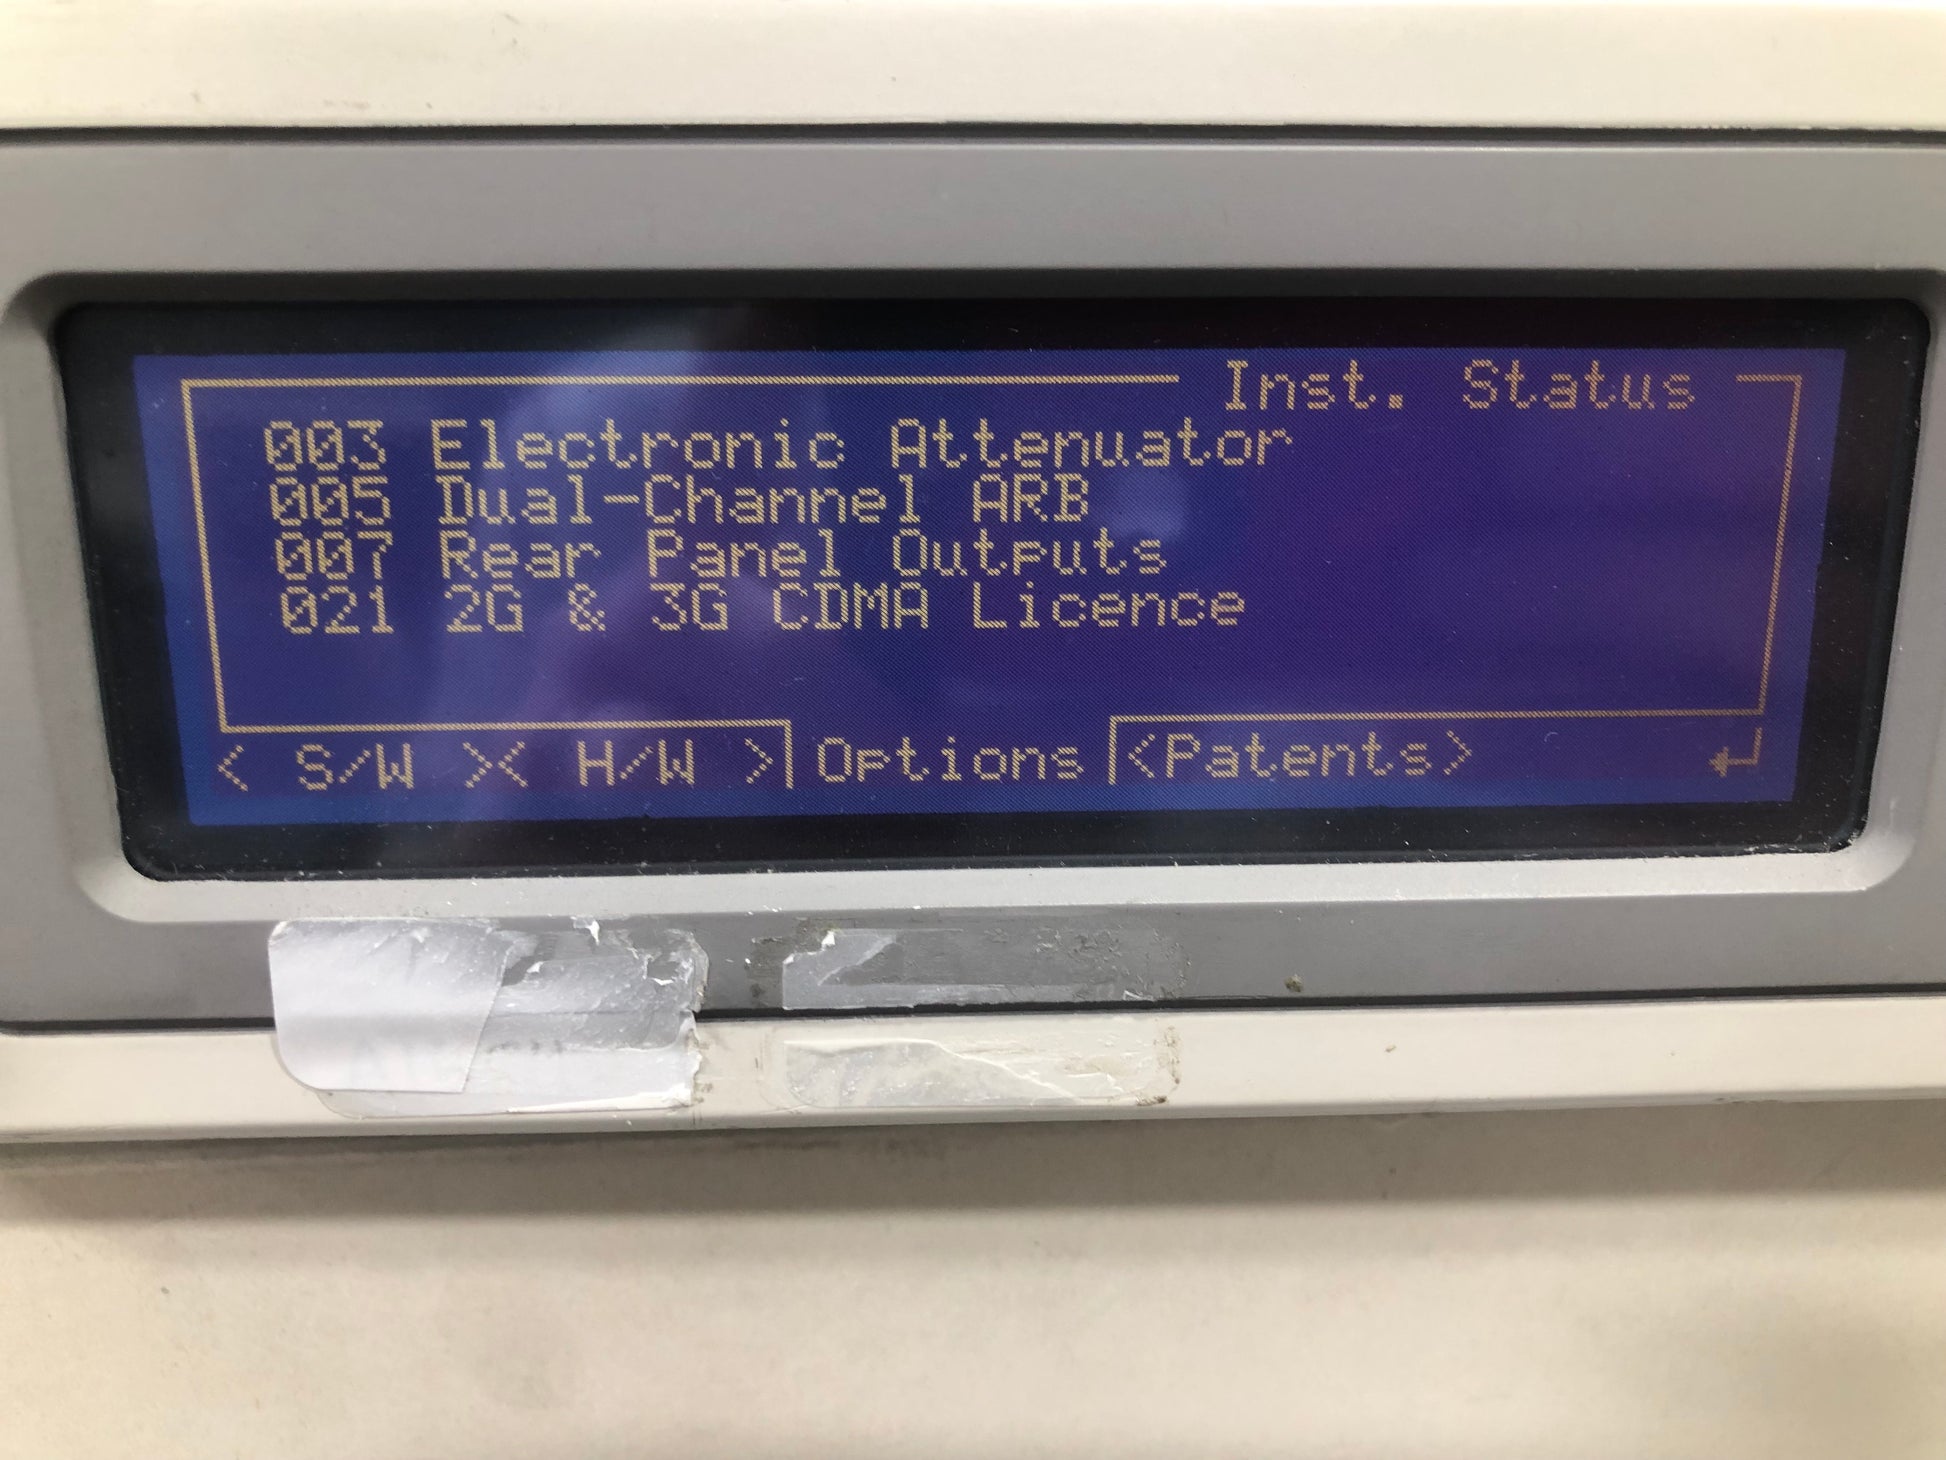 Inst. Status
003 Electronic Attenuator
005 Dual-Channel ARB
007 Rear Panel Outputs
021 2G & 3G CDMA Licence
< S/W >< H/W > Options <Patents>